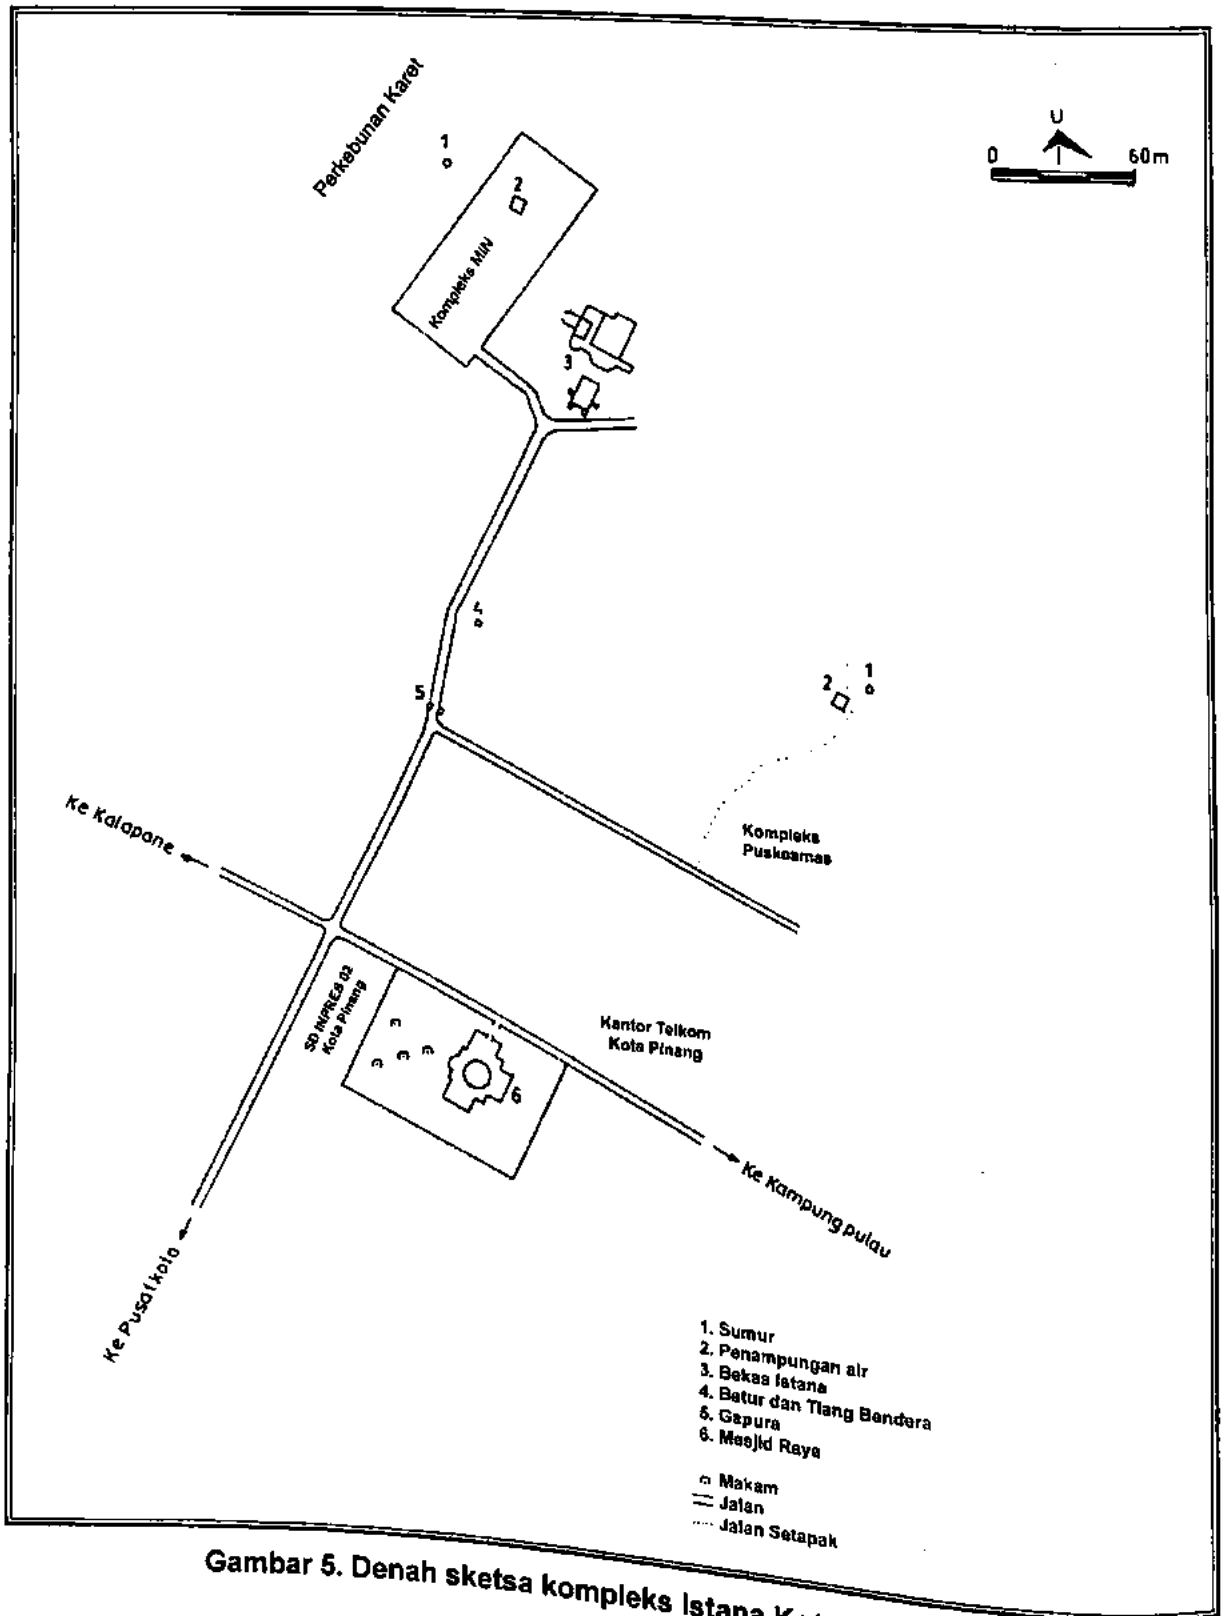 Perkebunan Karet
1
2
Kompleks MIN
U
0 60m
3
4
5
2
1
Ke Kalapane
Kompleks
Puskesmas
SD INPRES 02
Kota Pinang
Kantor Telkom
Kota Pinang
6
Ke Kampung pulau
Ke Pusat kota
1. Sumur
2. Penampungan air
3. Bekas Istana
4. Batur dan Tiang Bendera
5. Gapura
6. Masjid Raya
Makam
Jalan
Jalan Setapak
Gambar 5. Denah sketsa kompleks Istana